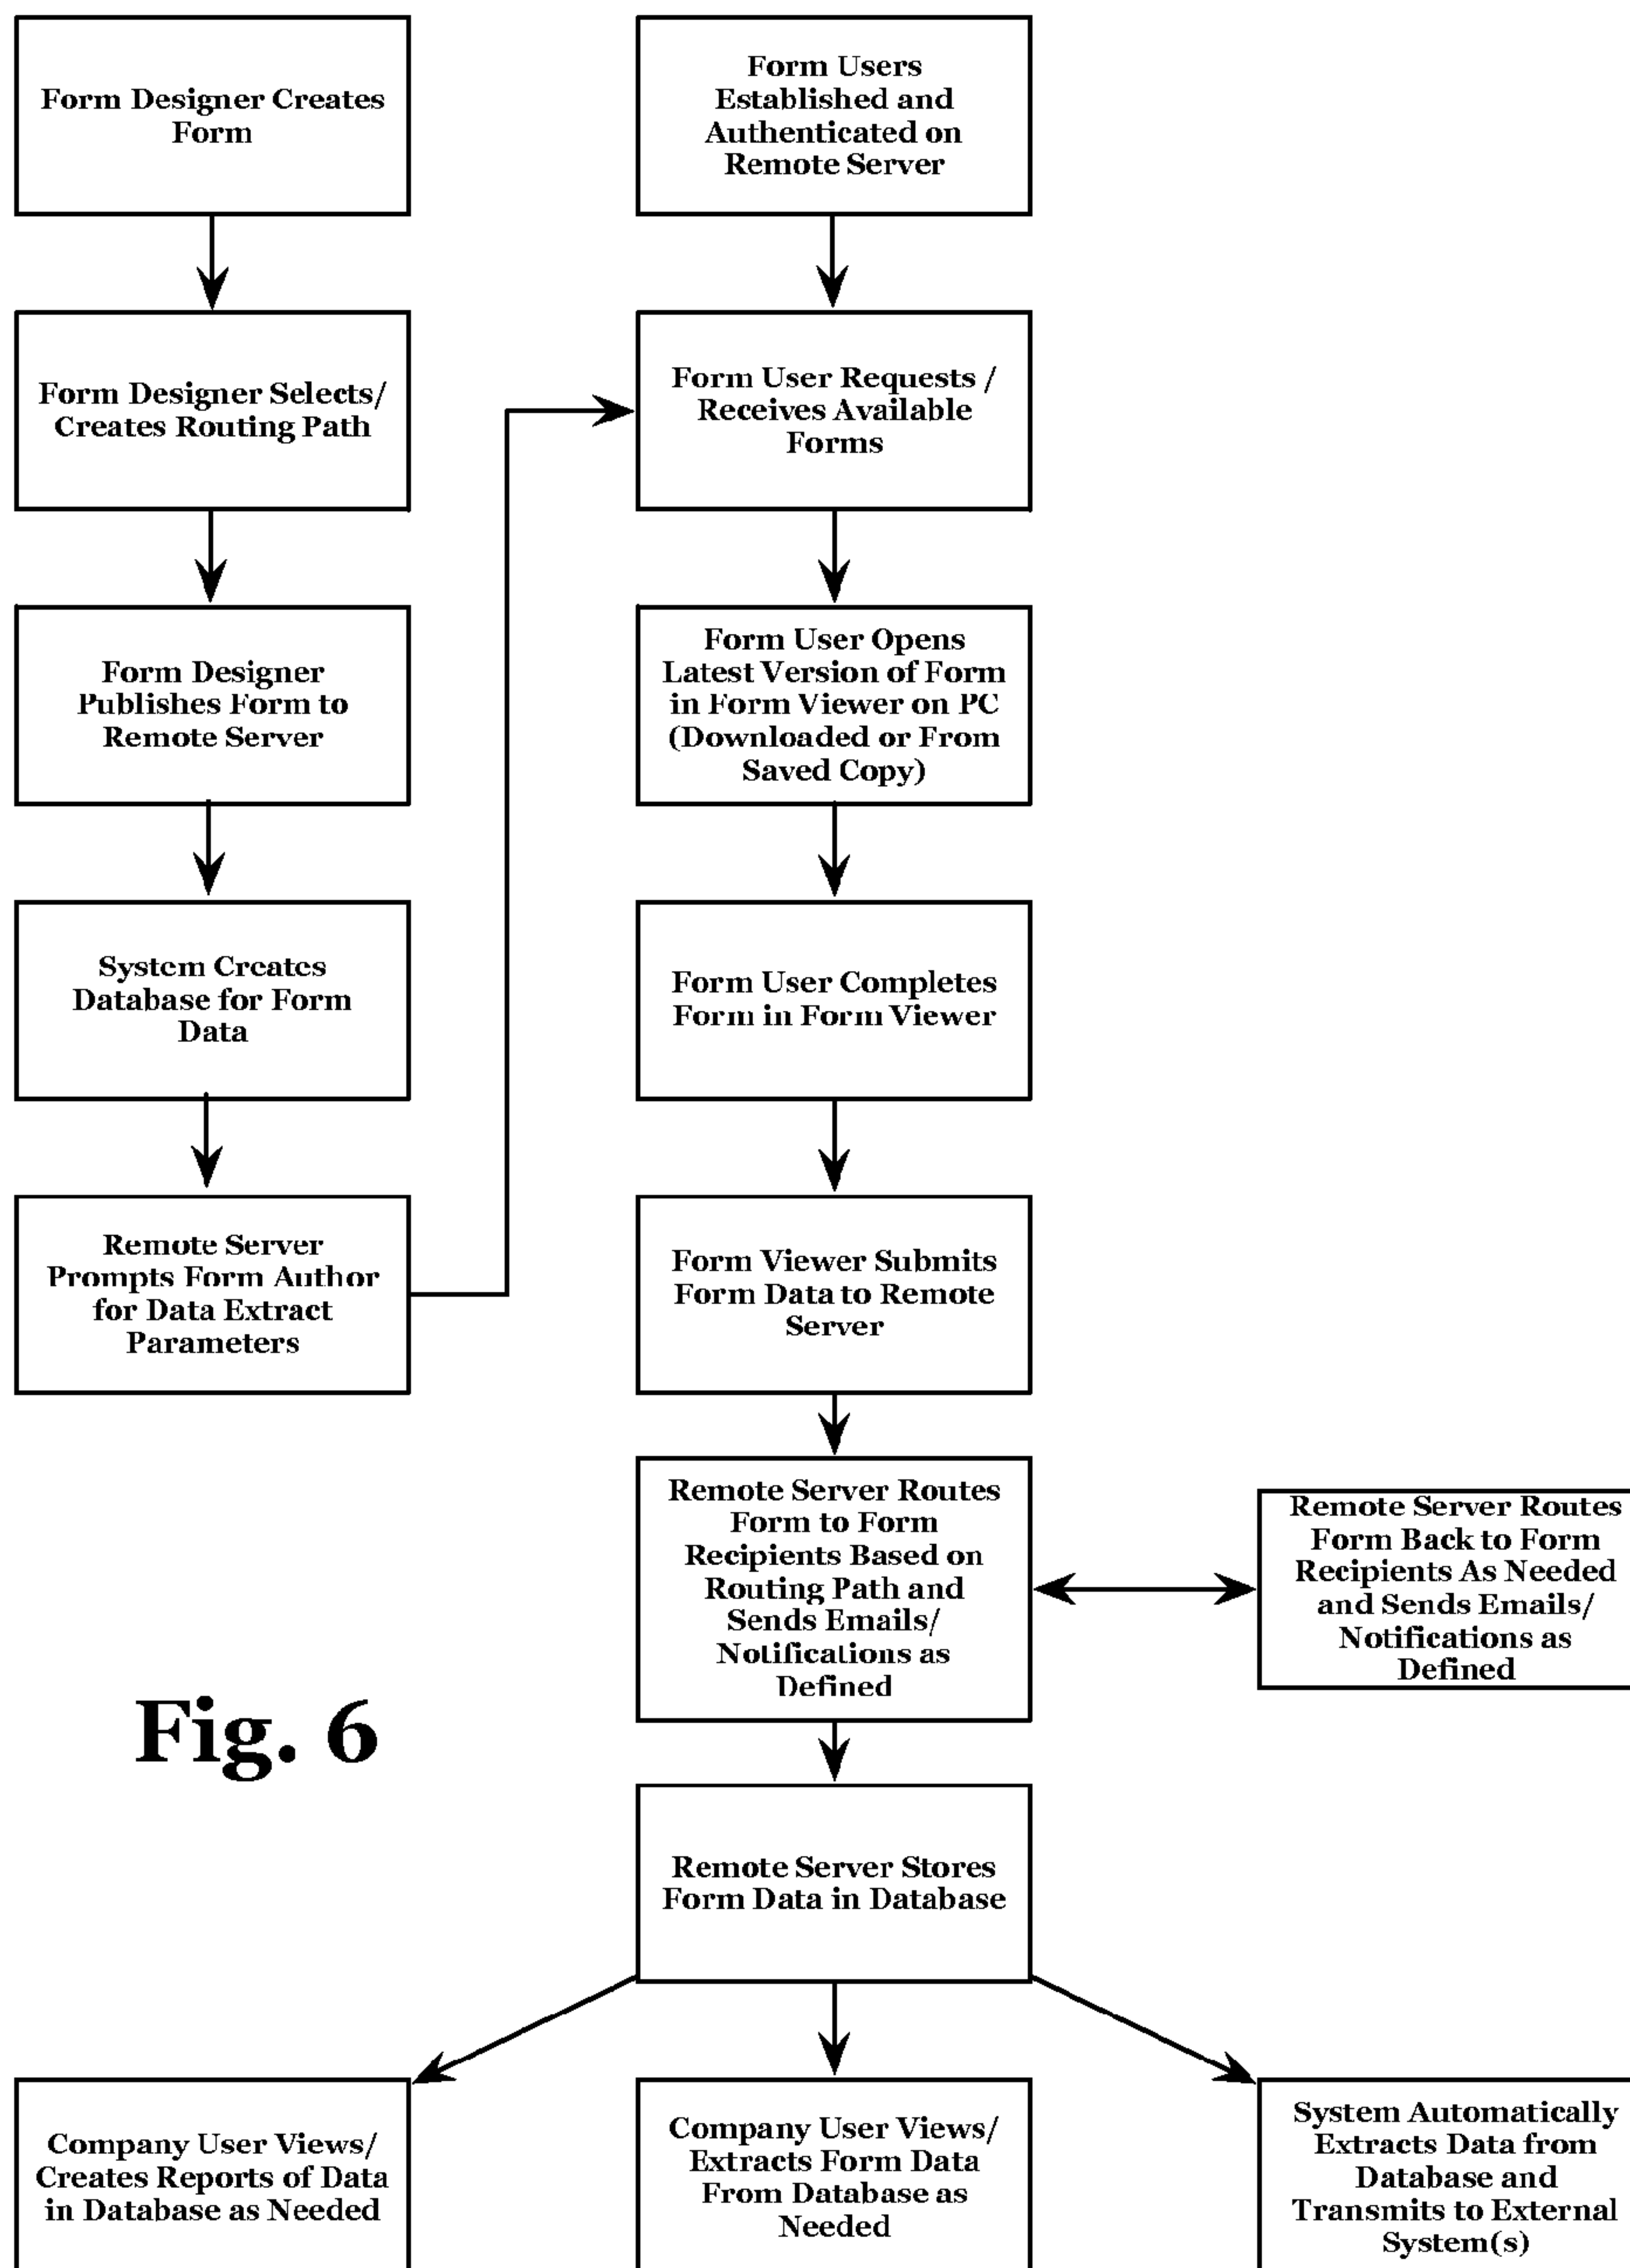 Form Designer Creates
Form
Form Designer Selects/
Creates Routing Path
Form Designer
Publishes Form to
Remote Server
System Creates
Database for Form
Data
Remote Server
Prompts Form Author
for Data Extract
Parameters
Form Users
Established and
Authenticated on
Remote Server
Form User Requests /
Receives Available
Forms
Form User Opens
Latest Version of Form
in Form Viewer on PC
(Downloaded or From
Saved Copy)
Form User Completes
Form in Form Viewer
Form Viewer Submits
Form Data to Remote
Server
Remote Server Routes
Form to Form
Recipients Based on
Routing Path and
Sends Emails/
Notifications as
Defined
Remote Server Routes
Form Back to Form
Recipients As Needed
and Sends Emails/
Notifications as
Defined
Fig. 6
Remote Server Stores
Form Data in Database
Company User Views/
Creates Reports of Data
in Database as Needed
Company User Views/
Extracts Form Data
From Database as
Needed
System Automatically
Extracts Data from
Database and
Transmits to External
System(s)